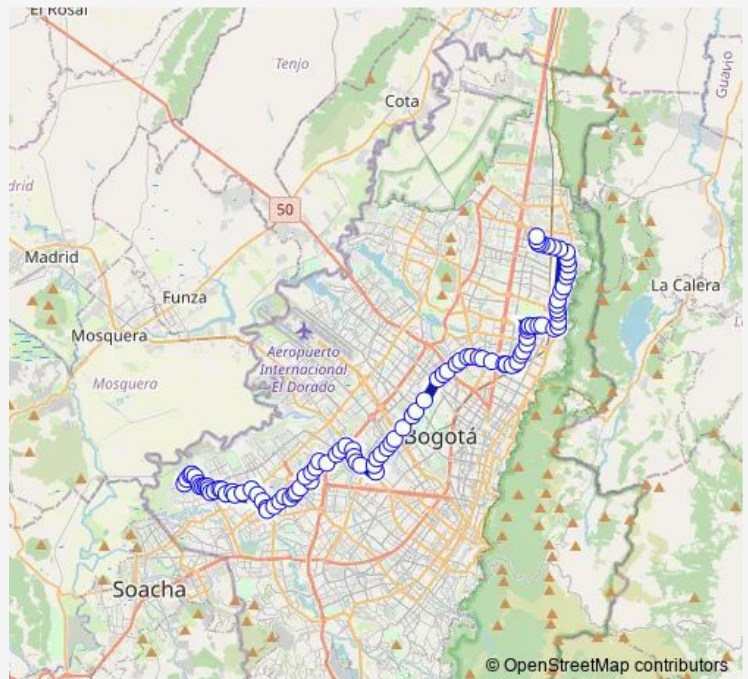 El Rosal
Tenjo
Cota
Guavio
50
Madrid
Funza
La Calera
Mosquera
Aeropuerto
Internacional
El Dorado
Mosquera
Bogotá
Soacha
© OpenStreetMap contributors